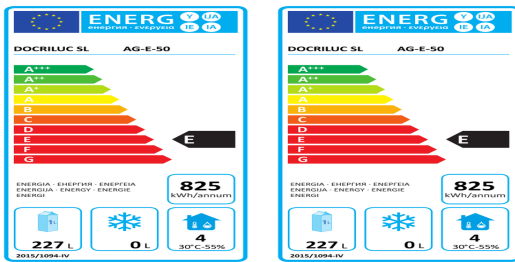 ENERG Y IJA IE IA
енергия · ενεργεια
DOCRILUC SL AG-E-50
A+++
A++
A+
A
B
C
D
E
E
F
G
ENERGIA · ЕНЕРГИЯ · ΕΝΕΡΓΕΙΑ
ENERGIJA · ENERGY · ENERGIE
ENERGI
825
kWh/annum
227 L
0 L
4
30°C-55%
2015/1094-IV
ENERG Y IJA IE IA
енергия · ενεργεια
DOCRILUC SL AG-E-50
A+++
A++
A+
A
B
C
D
E
E
F
G
ENERGIA · ЕНЕРГИЯ · ΕΝΕΡΓΕΙΑ
ENERGIJA · ENERGY · ENERGIE
ENERGI
825
kWh/annum
227 L
0 L
4
30°C-55%
2015/1094-IV